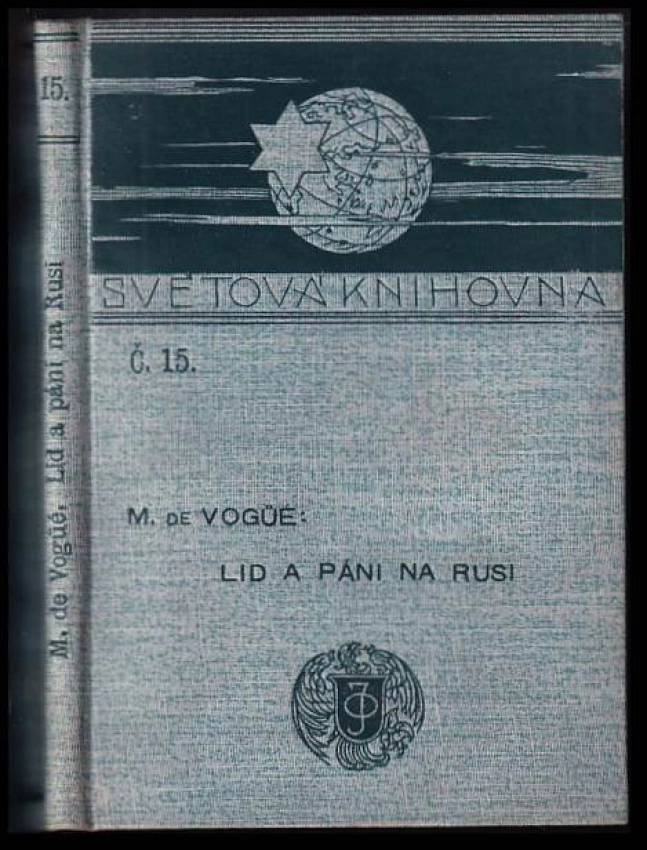 15.
M. de Vogüé, Lid a páni na Rusi
SVĚTOVÁ KNIHOVNA
Č. 15.
M. DE VOGÜÉ:
LID A PÁNI NA RUSI